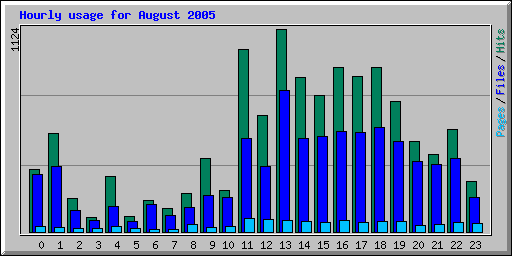 Hourly usage for August 2005
1124
Pages/Files/Hits
0 1 2 3 4 5 6 7 8 9 10 11 12 13 14 15 16 17 18 19 20 21 22 23